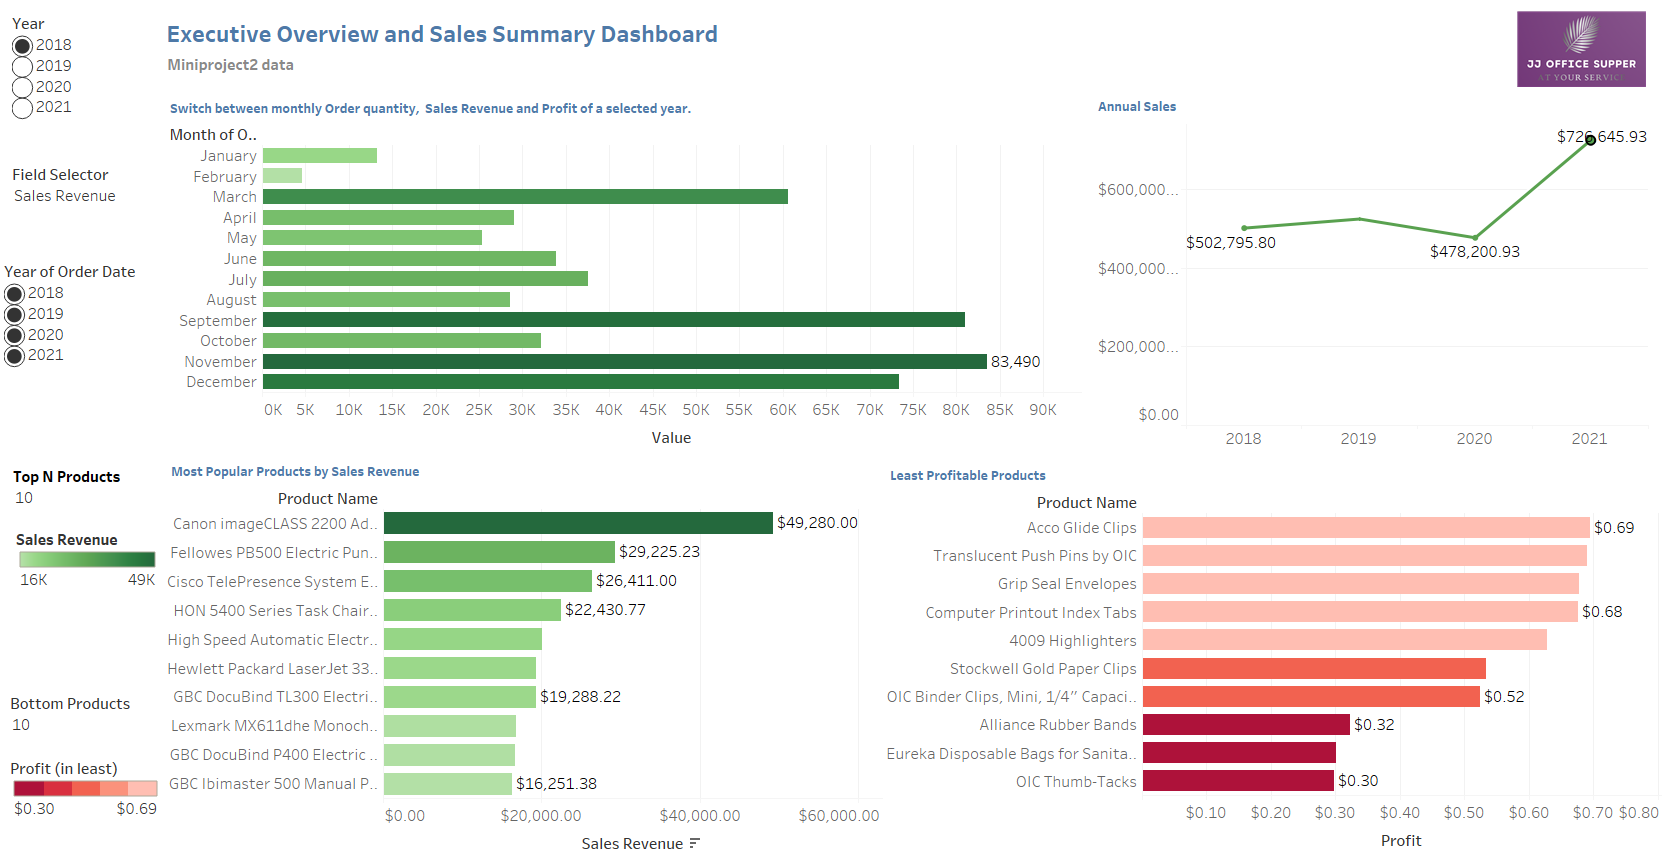 Year
2018
2019
2020
2021
Executive Overview and Sales Summary Dashboard
Miniproject2 data
JJ OFFICE SUPPER
AT YOUR SERVIC
Field Selector
Sales Revenue
Year of Order Date
2018
2019
2020
2021
Switch between monthly Order quantity, Sales Revenue and Profit of a selected year.
Month of O..
January
February
March
April
May
June
July
August
September
October
November 83,490
December
0K 5K 10K 15K 20K 25K 30K 35K 40K 45K 50K 55K 60K 65K 70K 75K 80K 85K 90K
Value
Annual Sales
$726,645.93
$600,000...
$502,795.80
$478,200.93
$400,000...
$200,000...
$0.00
2018 2019 2020 2021
Top N Products
10
Sales Revenue
16K 49K
Bottom Products
10
Profit (in least)
$0.30 $0.69
Most Popular Products by Sales Revenue
Product Name
Canon imageCLASS 2200 Ad.. $49,280.00
Fellowes PB500 Electric Pun.. $29,225.23
Cisco TelePresence System E.. $26,411.00
HON 5400 Series Task Chair.. $22,430.77
High Speed Automatic Electr..
Hewlett Packard LaserJet 33..
GBC DocuBind TL300 Electri.. $19,288.22
Lexmark MX611dhe Monoch..
GBC DocuBind P400 Electric ..
GBC Ibimaster 500 Manual P.. $16,251.38
$0.00 $20,000.00 $40,000.00 $60,000.00
Sales Revenue
Least Profitable Products
Product Name
Acco Glide Clips $0.69
Translucent Push Pins by OIC
Grip Seal Envelopes
Computer Printout Index Tabs $0.68
4009 Highlighters
Stockwell Gold Paper Clips
OIC Binder Clips, Mini, 1/4" Capaci.. $0.52
Alliance Rubber Bands $0.32
Eureka Disposable Bags for Sanita..
OIC Thumb-Tacks $0.30
$0.10 $0.20 $0.30 $0.40 $0.50 $0.60 $0.70 $0.80
Profit